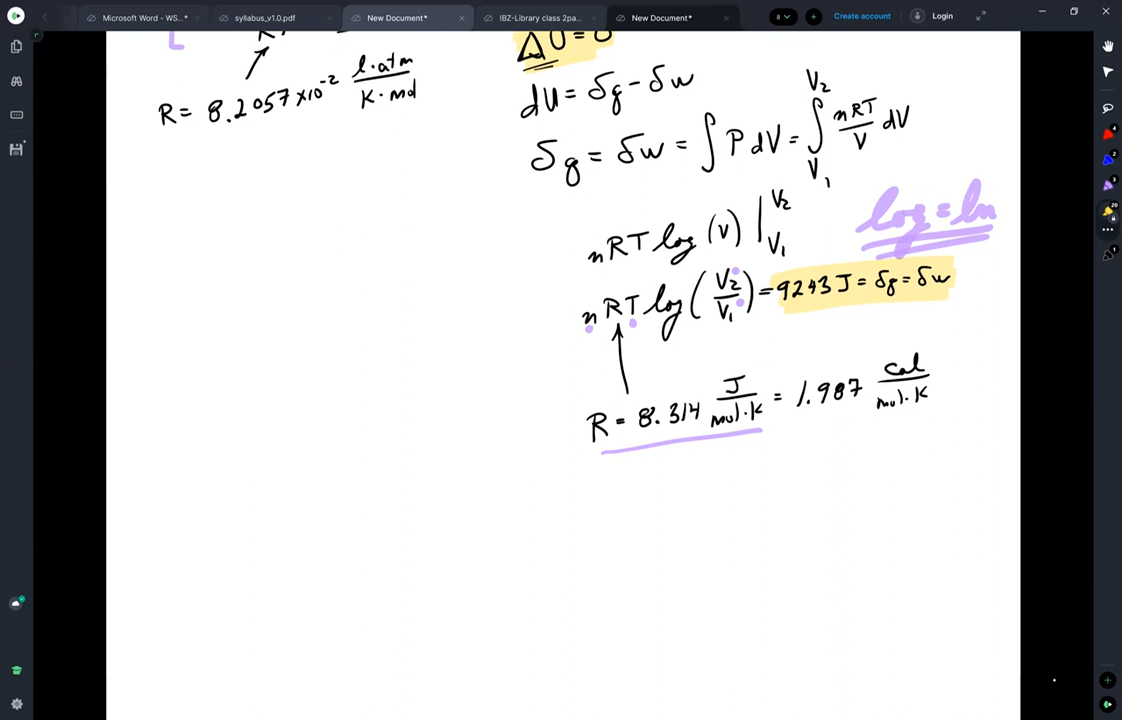 Microsoft Word - WS...*
syllabus_v1.0.pdf
New Document*
IBZ-Library class 2pa...
New Document*
8
Create account
Login
ΔU = 0
R = 8.2057 × 10⁻² l·atm / K·mol
dU = δq - δw
δq = δw = ∫ P dV = ∫_{V₁}^{V₂} nRT/V dV
nRT log (V) |_{V₁}^{V₂}
log = ln
nRT log (V₂/V₁) = 9243 J = δq = δw
R = 8.314 J / mol·K = 1.987 cal / mol·K